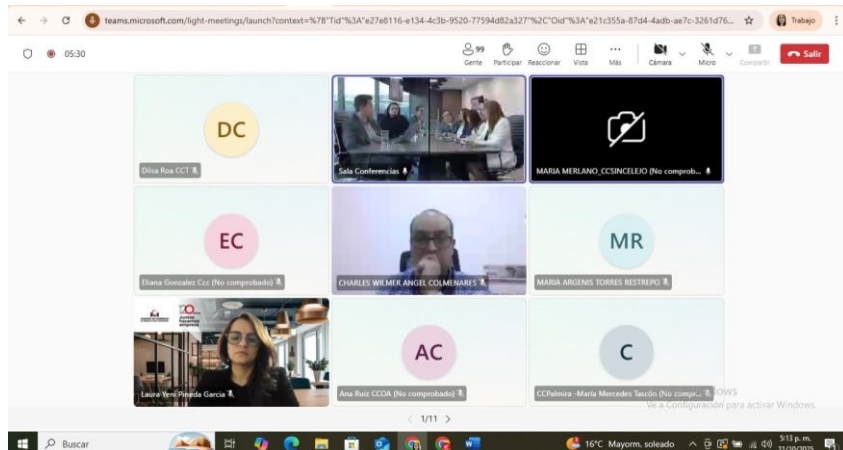 teams.microsoft.com/light-meetings/launch?context=%7B"Tid"%3A"e27e8116-e134-4c3b-9520-77594d82a327"%2C"Oid"%3A"e21c355a-87d4-4adb-ae7c-3261d76...
Trabajo
05:30
99
Gente Participar Reaccionar Vista Más Cámara Micro Compartir Salir
DC
Dilsa Roa CCT
Sala Conferencias
MARIA MERLANO_CCSINCELEJO (No comprob...
EC
Eliana Gonzalez Ccc (No comprobado)
CHARLES WILMER ANGEL COLMENARES
MR
MARIA ARGENIS TORRES RESTREPO
Laura Yeni Pineda Garcia
AC
Ana Ruiz CCOA (No comprobado)
C
CCPalmira -María Mercedes Tascón (No compr...
Ve a Configuración para activar Windows.
1/11
Buscar
16°C Mayorm. soleado
5:13 p. m.
21/10/2025